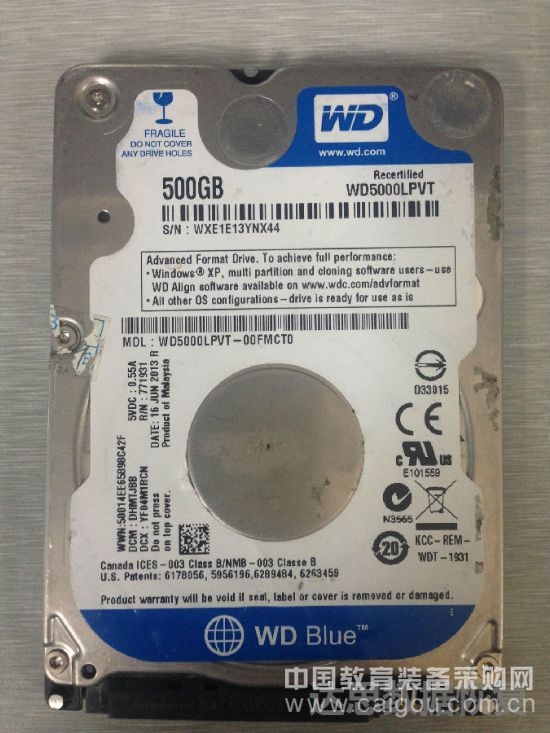 FRAGILE
DO NOT COVER
ANY DRIVE HOLES
WD®
www.wd.com
500GB
Recertified
WD5000LPVT
S/N : WXE1E13YNX44
Advanced Format Drive. To achieve full performance:
• Windows® XP, multi partition and cloning software users-use
WD Align software available on www.wdc.com/advformat
• All other OS configurations-drive is ready for use as is
MDL : WD5000LPVT-00FMCT0
5VDC : 0.55A
R/N : 771931
DATE: 16 JUN 2013 R
Product of Malaysia
WWN:50014EE65898C42F
DCM : DHMTJBB
DCX : YF04M1RCN
Do not press
on top cover.
D33015
CE
c RU us
E101559
N3565
20
KCC-REM-
WDT-1931
Canada ICES-003 Class B/NMB-003 Classe B
U.S. Patents: 6178056, 5956196,6289484, 6263459
Product warranty will be void if seal, label or cover is removed or damaged.
WD Blue™
中国教育装备采购网
www.caigou.com.cn